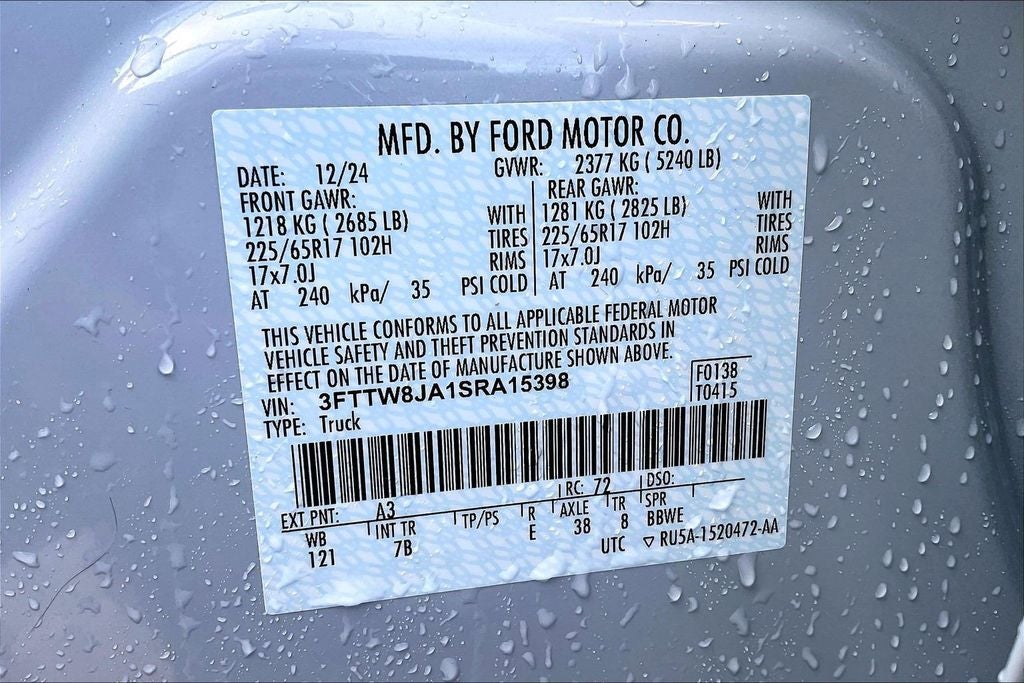 MFD. BY FORD MOTOR CO.
DATE: 12/24 GVWR: 2377 KG ( 5240 LB)
FRONT GAWR: REAR GAWR:
1218 KG ( 2685 LB) WITH 1281 KG ( 2825 LB) WITH
225/65R17 102H TIRES 225/65R17 102H TIRES
17x7.0J RIMS 17x7.0J RIMS
AT 240 kPa/ 35 PSI COLD AT 240 kPa/ 35 PSI COLD
THIS VEHICLE CONFORMS TO ALL APPLICABLE FEDERAL MOTOR
VEHICLE SAFETY AND THEFT PREVENTION STANDARDS IN
EFFECT ON THE DATE OF MANUFACTURE SHOWN ABOVE.
VIN: 3FTTW8JA1SRA15398 F0138
TYPE: Truck T0415
EXT PNT: A3 RC: 72 DSO:
WB INT TR TP/PS R AXLE TR SPR
121 7B E 38 8 BBWE
UTC ▽ RU5A-1520472-AA